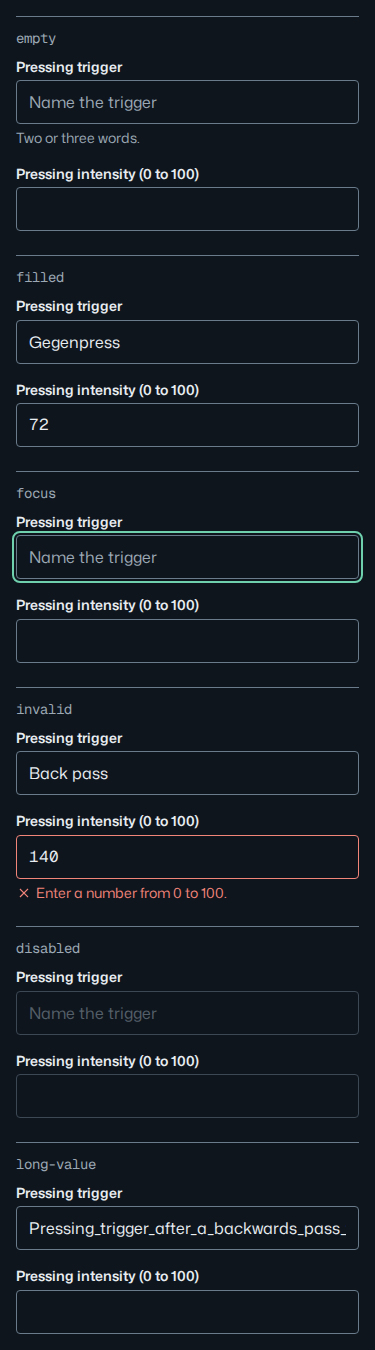 empty
Pressing trigger
Name the trigger
Two or three words.
Pressing intensity (0 to 100)
filled
Pressing trigger
Gegenpress
Pressing intensity (0 to 100)
72
focus
Pressing trigger
Name the trigger
Pressing intensity (0 to 100)
invalid
Pressing trigger
Back pass
Pressing intensity (0 to 100)
140
Enter a number from 0 to 100.
disabled
Pressing trigger
Name the trigger
Pressing intensity (0 to 100)
long-value
Pressing trigger
Pressing_trigger_after_a_backwards_pass_
Pressing intensity (0 to 100)